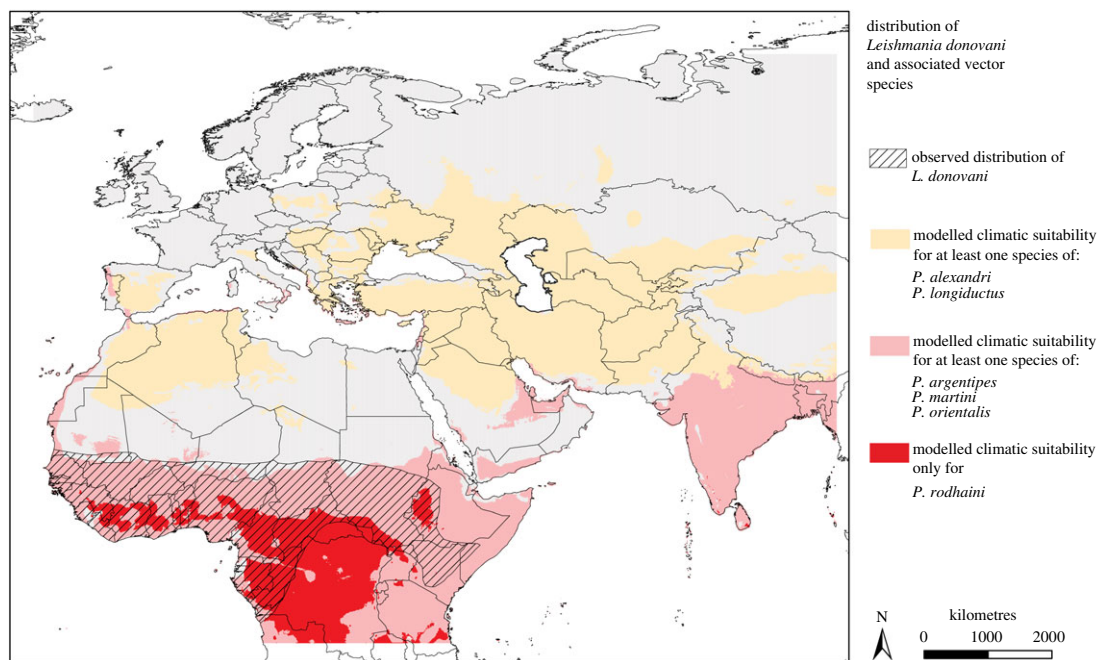 distribution of
Leishmania donovani
and associated vector
species
observed distribution of
L. donovani
modelled climatic suitability
for at least one species of:
P. alexandri
P. longiductus
modelled climatic suitability
for at least one species of:
P. argentipes
P. martini
P. orientalis
modelled climatic suitability
only for
P. rodhaini
N
kilometres
0 1000 2000